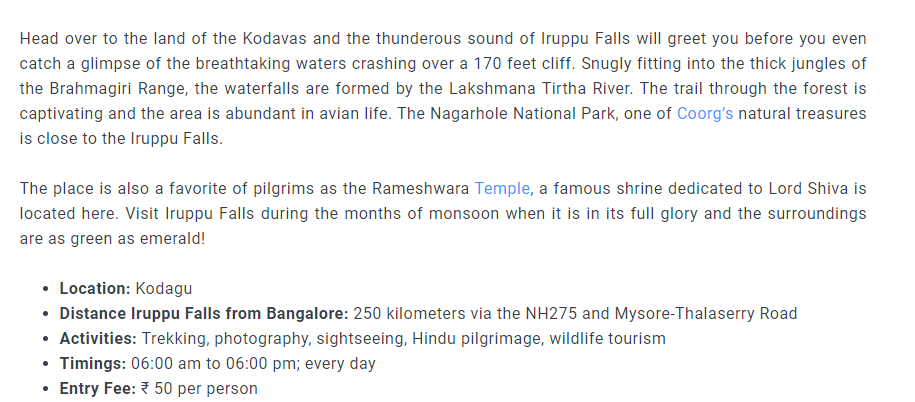 Head over to the land of the Kodavas and the thunderous sound of Iruppu Falls will greet you before you even
catch a glimpse of the breathtaking waters crashing over a 170 feet cliff. Snugly fitting into the thick jungles of
the Brahmagiri Range, the waterfalls are formed by the Lakshmana Tirtha River. The trail through the forest is
captivating and the area is abundant in avian life. The Nagarhole National Park, one of Coorg's natural treasures
is close to the Iruppu Falls.
The place is also a favorite of pilgrims as the Rameshwara Temple, a famous shrine dedicated to Lord Shiva is
located here. Visit Iruppu Falls during the months of monsoon when it is in its full glory and the surroundings
are as green as emerald!
• Location: Kodagu
• Distance Iruppu Falls from Bangalore: 250 kilometers via the NH275 and Mysore-Thalaserry Road
• Activities: Trekking, photography, sightseeing, Hindu pilgrimage, wildlife tourism
• Timings: 06:00 am to 06:00 pm; every day
• Entry Fee: ₹ 50 per person